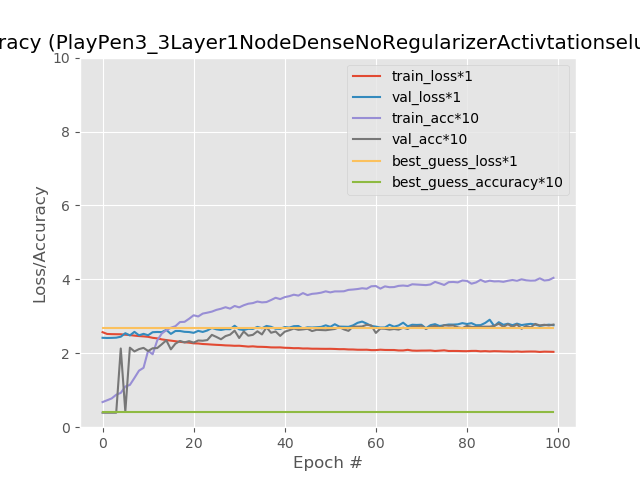 racy (PlayPen3_3Layer1NodeDenseNoRegularizerActivtationselu
10
8
6
4
2
0
Loss/Accuracy
train_loss*1
val_loss*1
train_acc*10
val_acc*10
best_guess_loss*1
best_guess_accuracy*10
0 20 40 60 80 100
Epoch #